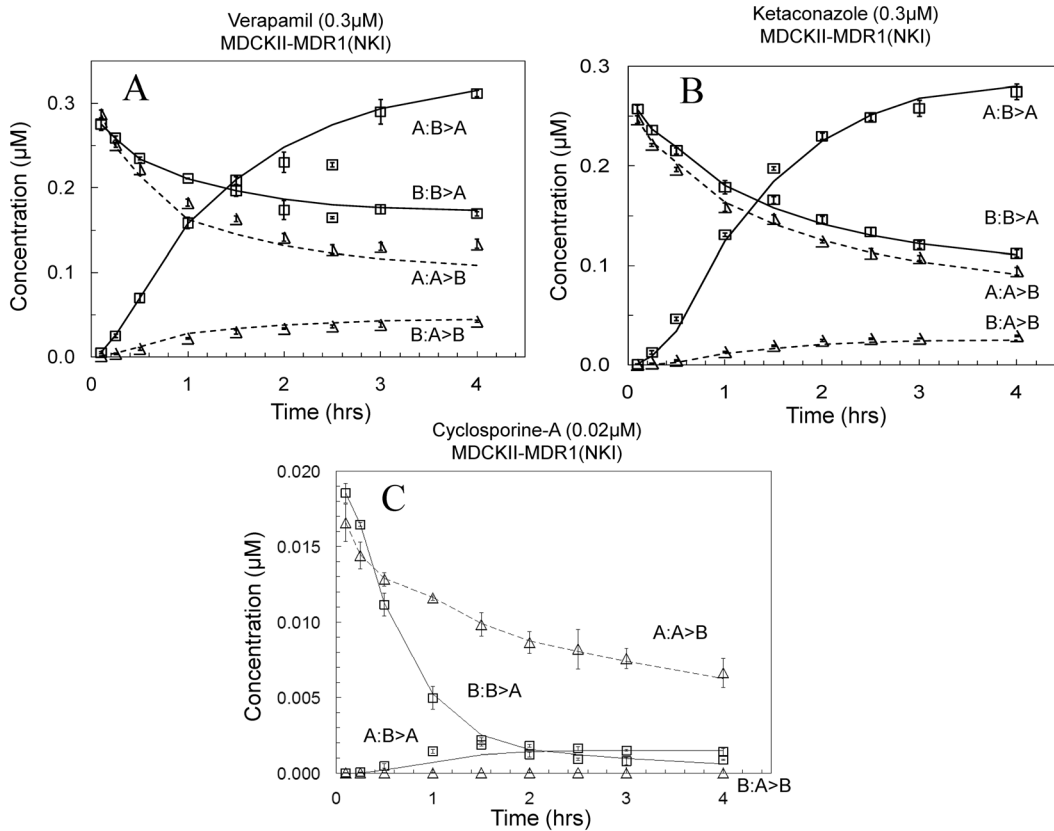 Verapamil (0.3µM)
MDCKII-MDR1(NKI)
A
Concentration (µM)
0.3
0.2
0.1
0.0
0
1
2
3
4
Time (hrs)
A:B>A
B:B>A
A:A>B
B:A>B
Ketaconazole (0.3µM)
MDCKII-MDR1(NKI)
B
Concentration (µM)
0.3
0.2
0.1
0.0
0
1
2
3
4
Time (hrs)
A:B>A
B:B>A
A:A>B
B:A>B
Cyclosporine-A (0.02µM)
MDCKII-MDR1(NKI)
C
Concentration (µM)
0.020
0.015
0.010
0.005
0.000
0
1
2
3
4
Time (hrs)
A:A>B
B:B>A
A:B>A
B:A>B